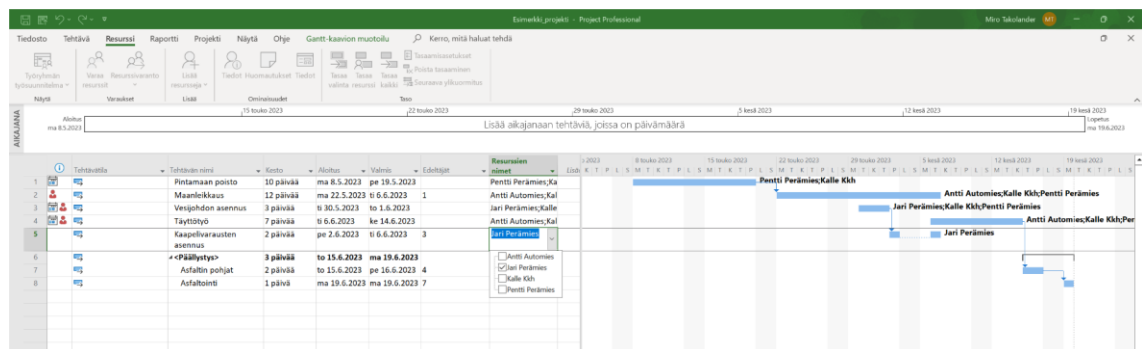 Esimerkki_projekti - Project Professional
Miro Takolander MT
Tiedosto Tehtävä Resurssi Raportti Projekti Näytä Ohje Gantt-kaavion muotoilu Kerro, mitä haluat tehdä
Työryhmän työsuunnitelma
Varaa resurssit
Resurssivaranto
Lisää resursseja
Tiedot Huomautukset Tiedot
Tasaa valinta
Tasaa resurssi
Tasaa kaikki
Tasaamisasetukset
Poista tasaaminen
Seuraava ylikuormitus
Näytä Varaukset Lisää Ominaisuudet Taso
AIKAJANA
15 touko 2023 22 touko 2023 29 touko 2023 5 kesä 2023 12 kesä 2023 19 kesä 2023
Aloitus
ma 8.5.2023
Lisää aikajanaan tehtäviä, joissa on päivämäärä
Lopetus
ma 19.6.2023
Tehtävätila Tehtävän nimi Kesto Aloitus Valmis Edeltäjät Resurssien nimet
2023 8 touko 2023 15 touko 2023 22 touko 2023 29 touko 2023 5 kesä 2023 12 kesä 2023 19 kesä 2023
K T P L S M T K T P L S M T K T P L S M T K T P L S M T K T P L S M T K T P L S M T K T P L S M T K T P L S
1 Pintamaan poisto 10 päivää ma 8.5.2023 pe 19.5.2023 Pentti Perämies;Ka Pentti Perämies;Kalle Kkh
2 Maanleikkaus 12 päivää ma 22.5.2023 ti 6.6.2023 1 Antti Automies;Kal Antti Automies;Kalle Kkh;Pentti Perämies
3 Vesijohdon asennus 3 päivää ti 30.5.2023 to 1.6.2023 Jari Perämies;Kalle Jari Perämies;Kalle Kkh;Pentti Perämies
4 Täyttötyö 7 päivää ti 6.6.2023 ke 14.6.2023 Antti Automies;Kal Antti Automies;Kalle Kkh;Per
5 Kaapelivarausten asennus 2 päivää pe 2.6.2023 ti 6.6.2023 3 Jari Perämies Jari Perämies
6 <Päällystys> 3 päivää to 15.6.2023 ma 19.6.2023
7 Asfaltin pohjat 2 päivää to 15.6.2023 pe 16.6.2023 4
8 Asfaltointi 1 päivä ma 19.6.2023 ma 19.6.2023 7
Antti Automies
Jari Perämies
Kalle Kkh
Pentti Perämies